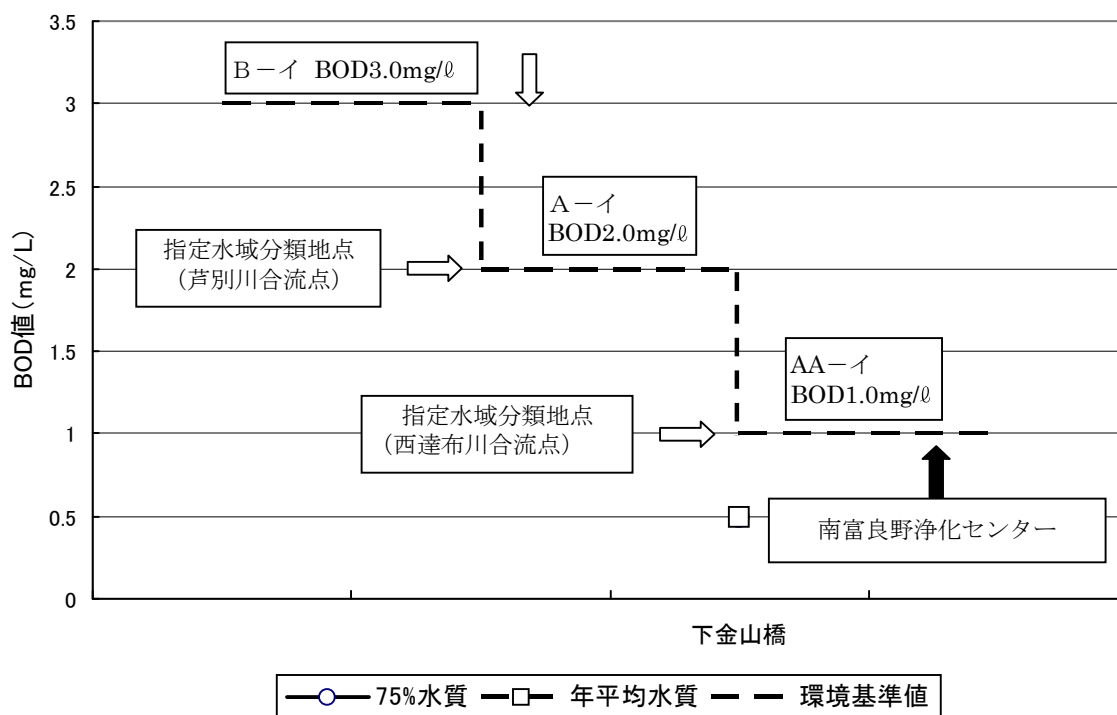 3.5
3
2.5
2
1.5
1
0.5
0
BOD値(mg/L)
B－イ BOD3.0mg/ℓ
A－イ
BOD2.0mg/ℓ
指定水域分類地点
（芦別川合流点）
AA－イ
BOD1.0mg/ℓ
指定水域分類地点
（西達布川合流点）
南富良野浄化センター
下金山橋
75%水質 年平均水質 環境基準値